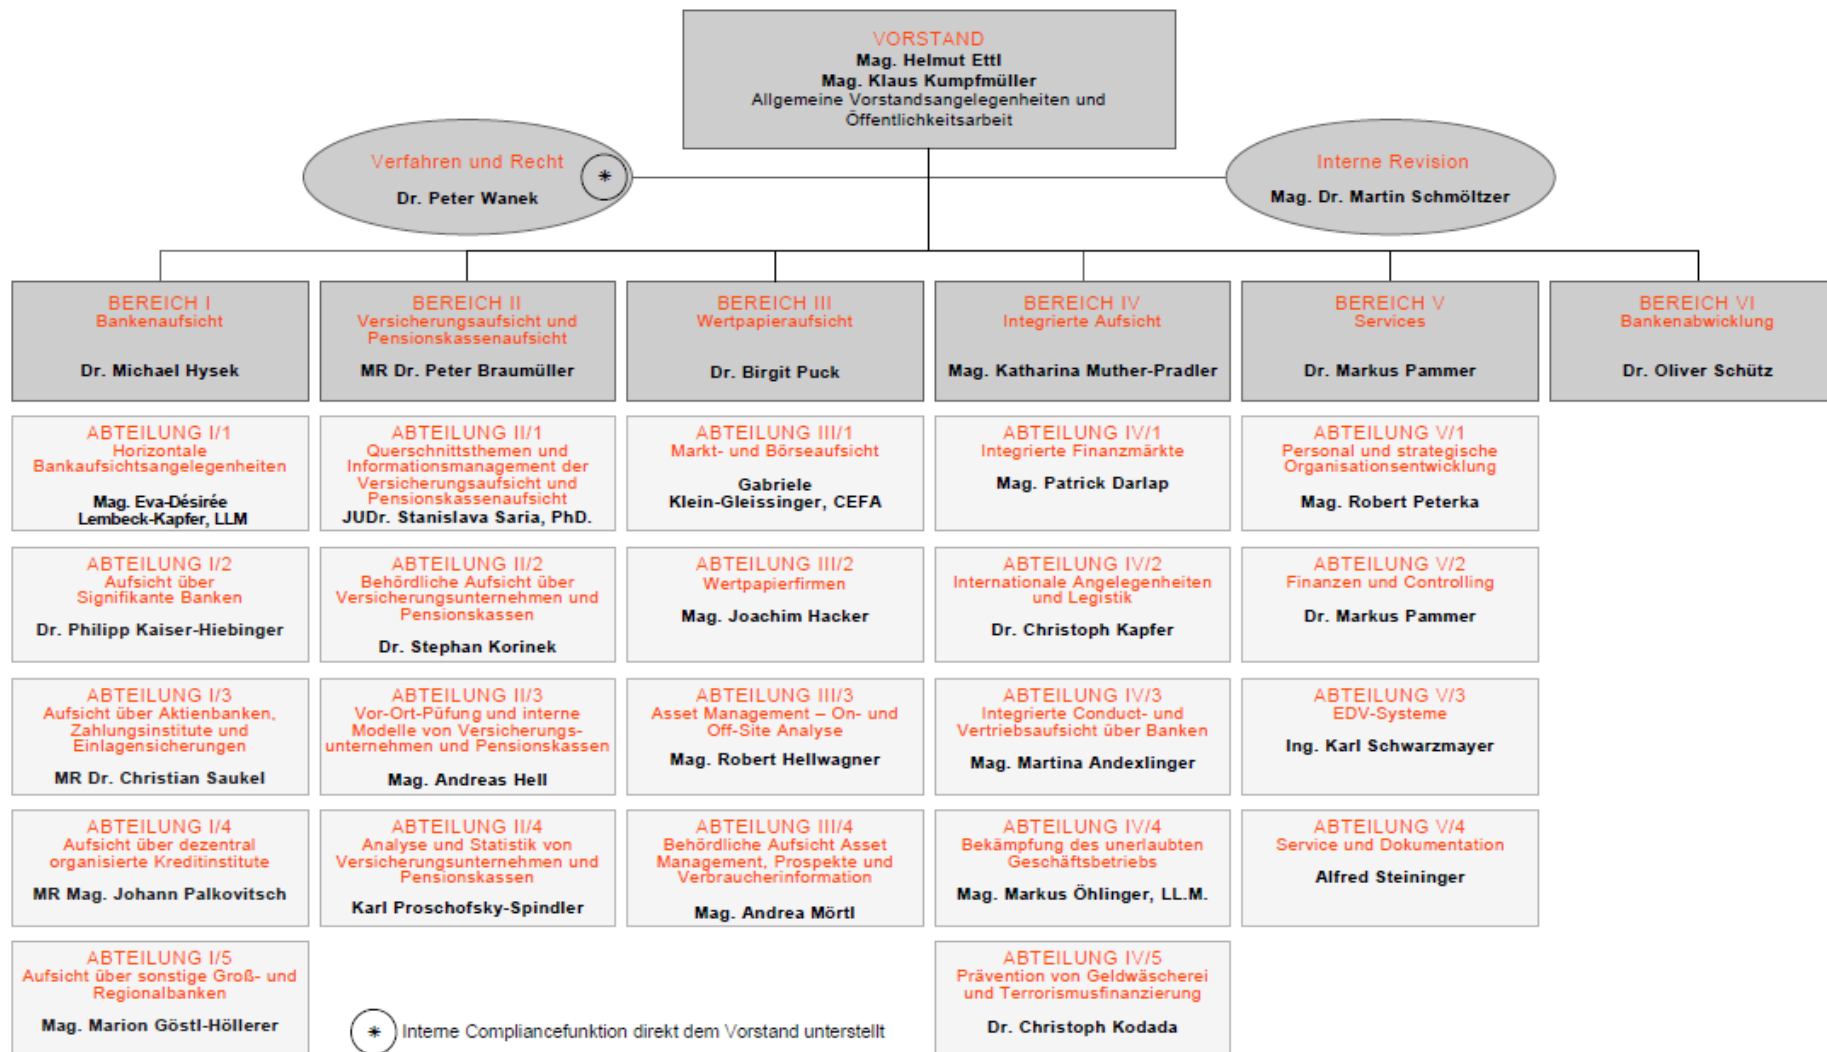 VORSTAND
Mag. Helmut Ettl
Mag. Klaus Kumpfmüller
Allgemeine Vorstandsangelegenheiten und
Öffentlichkeitsarbeit
Verfahren und Recht
Dr. Peter Wanek
*
Interne Revision
Mag. Dr. Martin Schmöltzer
BEREICH I
Bankenaufsicht
Dr. Michael Hysek
BEREICH II
Versicherungsaufsicht und
Pensionskassenaufsicht
MR Dr. Peter Braumüller
BEREICH III
Wertpapieraufsicht
Dr. Birgit Puck
BEREICH IV
Integrierte Aufsicht
Mag. Katharina Muther-Pradler
BEREICH V
Services
Dr. Markus Pammer
BEREICH VI
Bankenabwicklung
Dr. Oliver Schütz
ABTEILUNG I/1
Horizontale
Bankaufsichtsangelegenheiten
Mag. Eva-Désirée
Lembeck-Kapfer, LLM
ABTEILUNG II/1
Querschnittsthemen und
Informationsmanagement der
Versicherungsaufsicht und
Pensionskassenaufsicht
JUDr. Stanislava Saria, PhD.
ABTEILUNG III/1
Markt- und Börseaufsicht
Gabriele
Klein-Gleissinger, CEFA
ABTEILUNG IV/1
Integrierte Finanzmärkte
Mag. Patrick Darlap
ABTEILUNG V/1
Personal und strategische
Organisationsentwicklung
Mag. Robert Peterka
ABTEILUNG I/2
Aufsicht über
Signifikante Banken
Dr. Philipp Kaiser-Hiebinger
ABTEILUNG II/2
Behördliche Aufsicht über
Versicherungsunternehmen und
Pensionskassen
Dr. Stephan Korinek
ABTEILUNG III/2
Wertpapierfirmen
Mag. Joachim Hacker
ABTEILUNG IV/2
Internationale Angelegenheiten
und Legistik
Dr. Christoph Kapfer
ABTEILUNG V/2
Finanzen und Controlling
Dr. Markus Pammer
ABTEILUNG I/3
Aufsicht über Aktienbanken,
Zahlungsinstitute und
Einlagensicherungen
MR Dr. Christian Saukel
ABTEILUNG II/3
Vor-Ort-Püfung und interne
Modelle von Versicherungs-
unternehmen und Pensionskassen
Mag. Andreas Hell
ABTEILUNG III/3
Asset Management – On- und
Off-Site Analyse
Mag. Robert Hellwagner
ABTEILUNG IV/3
Integrierte Conduct- und
Vertriebsaufsicht über Banken
Mag. Martina Andexlinger
ABTEILUNG V/3
EDV-Systeme
Ing. Karl Schwarzmayer
ABTEILUNG I/4
Aufsicht über dezentral
organisierte Kreditinstitute
MR Mag. Johann Palkovitsch
ABTEILUNG II/4
Analyse und Statistik von
Versicherungsunternehmen und
Pensionskassen
Karl Proschofsky-Spindler
ABTEILUNG III/4
Behördliche Aufsicht Asset
Management, Prospekte und
Verbraucherinformation
Mag. Andrea Mörtl
ABTEILUNG IV/4
Bekämpfung des unerlaubten
Geschäftsbetriebs
Mag. Markus Öhlinger, LL.M.
ABTEILUNG V/4
Service und Dokumentation
Alfred Steininger
ABTEILUNG I/5
Aufsicht über sonstige Groß- und
Regionalbanken
Mag. Marion Göstl-Höllerer
ABTEILUNG IV/5
Prävention von Geldwäscherei
und Terrorismusfinanzierung
Dr. Christoph Kodada
* Interne Compliancefunktion direkt dem Vorstand unterstellt